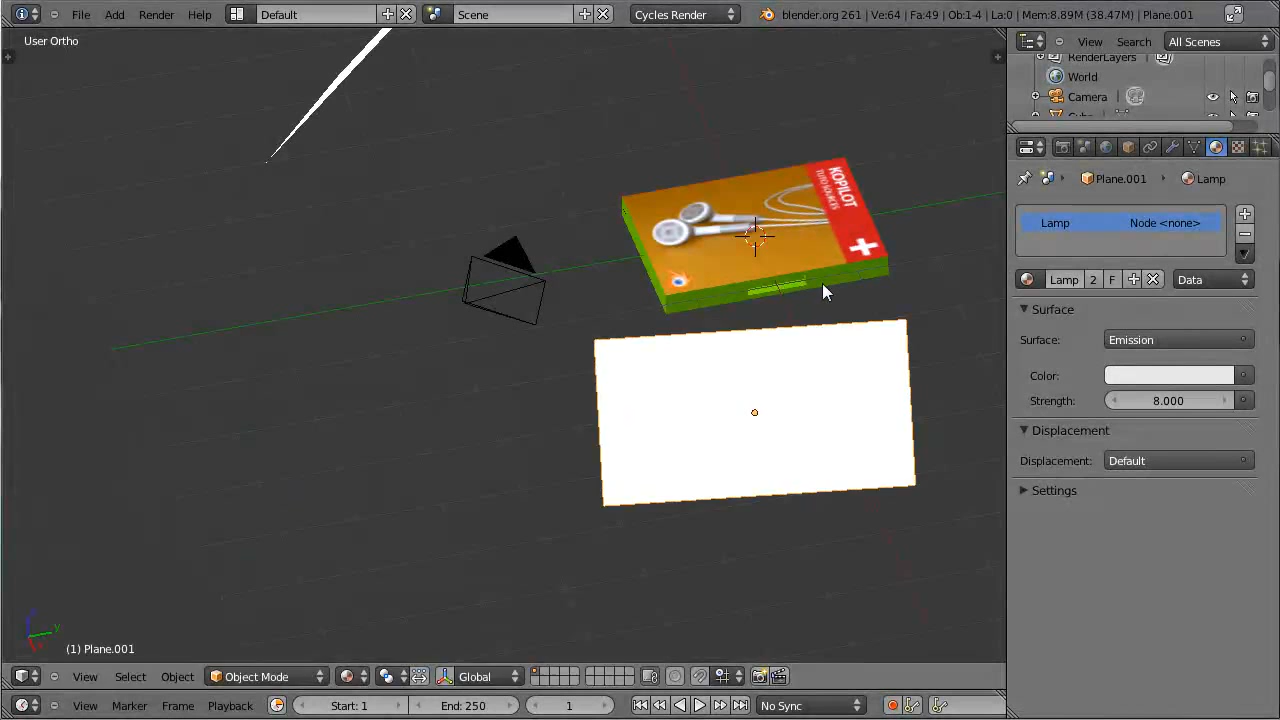 File Add Render Help Default Scene Cycles Render blender.org 261 | Ve:64 | Fa:49 | Ob:1-4 | La:0 | Mem:8.89M (38.47M) | Plane.001
User Ortho
View Search All Scenes
RenderLayers
World
Camera
Plane.001 Lamp
Lamp Node <none>
Lamp 2 F Data
Surface
Surface: Emission
Color:
Strength: 8.000
Displacement
Displacement: Default
Settings
KOPILOT
TUTO SOURCES
y
(1) Plane.001
View Select Object Object Mode Global
View Marker Frame Playback Start: 1 End: 250 1 No Sync